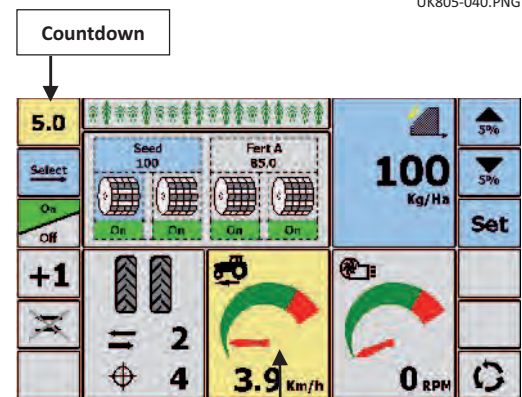 UK805-040.PNG
Countdown
5.0
Select
On
Off
+1
Seed
100
Fert A
85.0
On
On
On
On
100
Kg/Ha
5%
5%
Set
2
4
3.9 Km/h
0 RPM